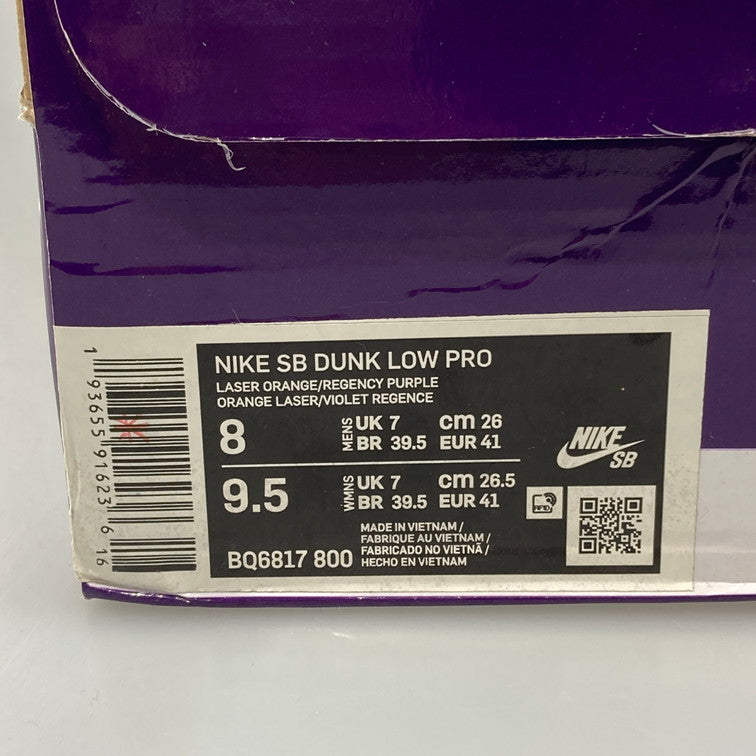 NIKE SB DUNK LOW PRO
LASER ORANGE/REGENCY PURPLE
ORANGE LASER/VIOLET REGENCE
8 MENS UK 7 cm 26
BR 39.5 EUR 41
9.5 WMNS UK 7 cm 26.5
BR 39.5 EUR 41
NIKE
SB
RFID
MADE IN VIETNAM /
FABRIQUE AU VIETNAM /
FABRICADO NO VIETNÃ /
BQ6817 800 HECHO EN VIETNAM
1 93655 91623 6 16